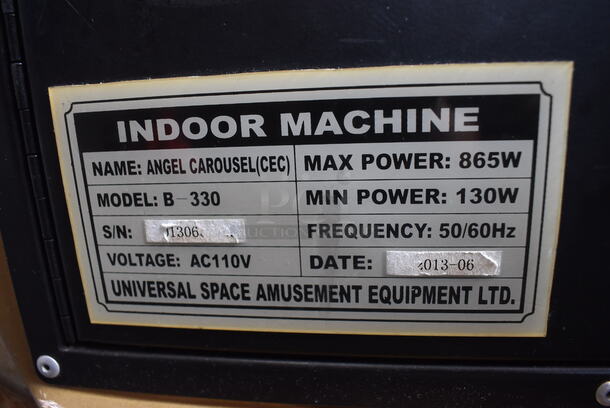 INDOOR MACHINE
NAME: ANGEL CAROUSEL(CEC) MAX POWER: 865W
MODEL: B-330 MIN POWER: 130W
S/N: FREQUENCY: 50/60Hz
VOLTAGE: AC110V DATE: 2013-06
UNIVERSAL SPACE AMUSEMENT EQUIPMENT LTD.